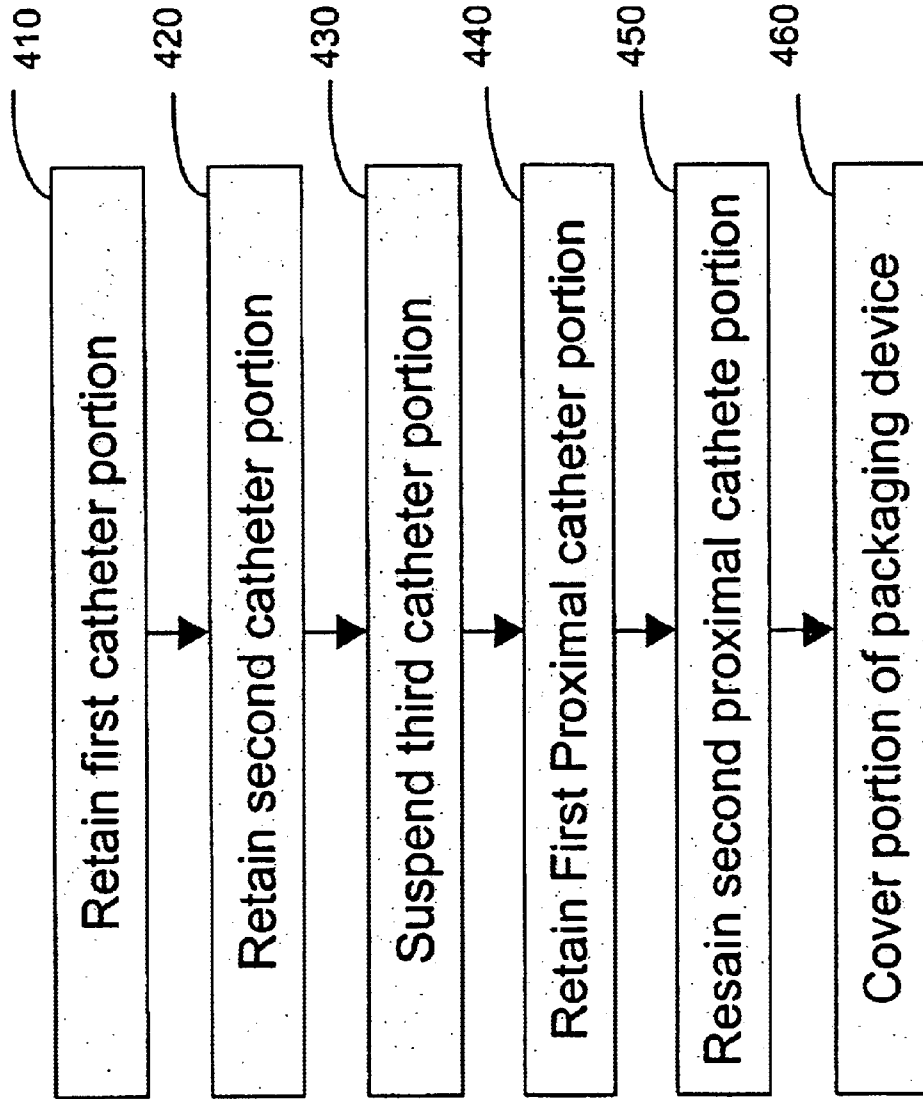 410
Retain first catheter portion
420
Retain second catheter portion
430
Suspend third catheter portion
440
Retain First Proximal catheter portion
450
Resain second proximal cathete portion
460
Cover portion of packaging device